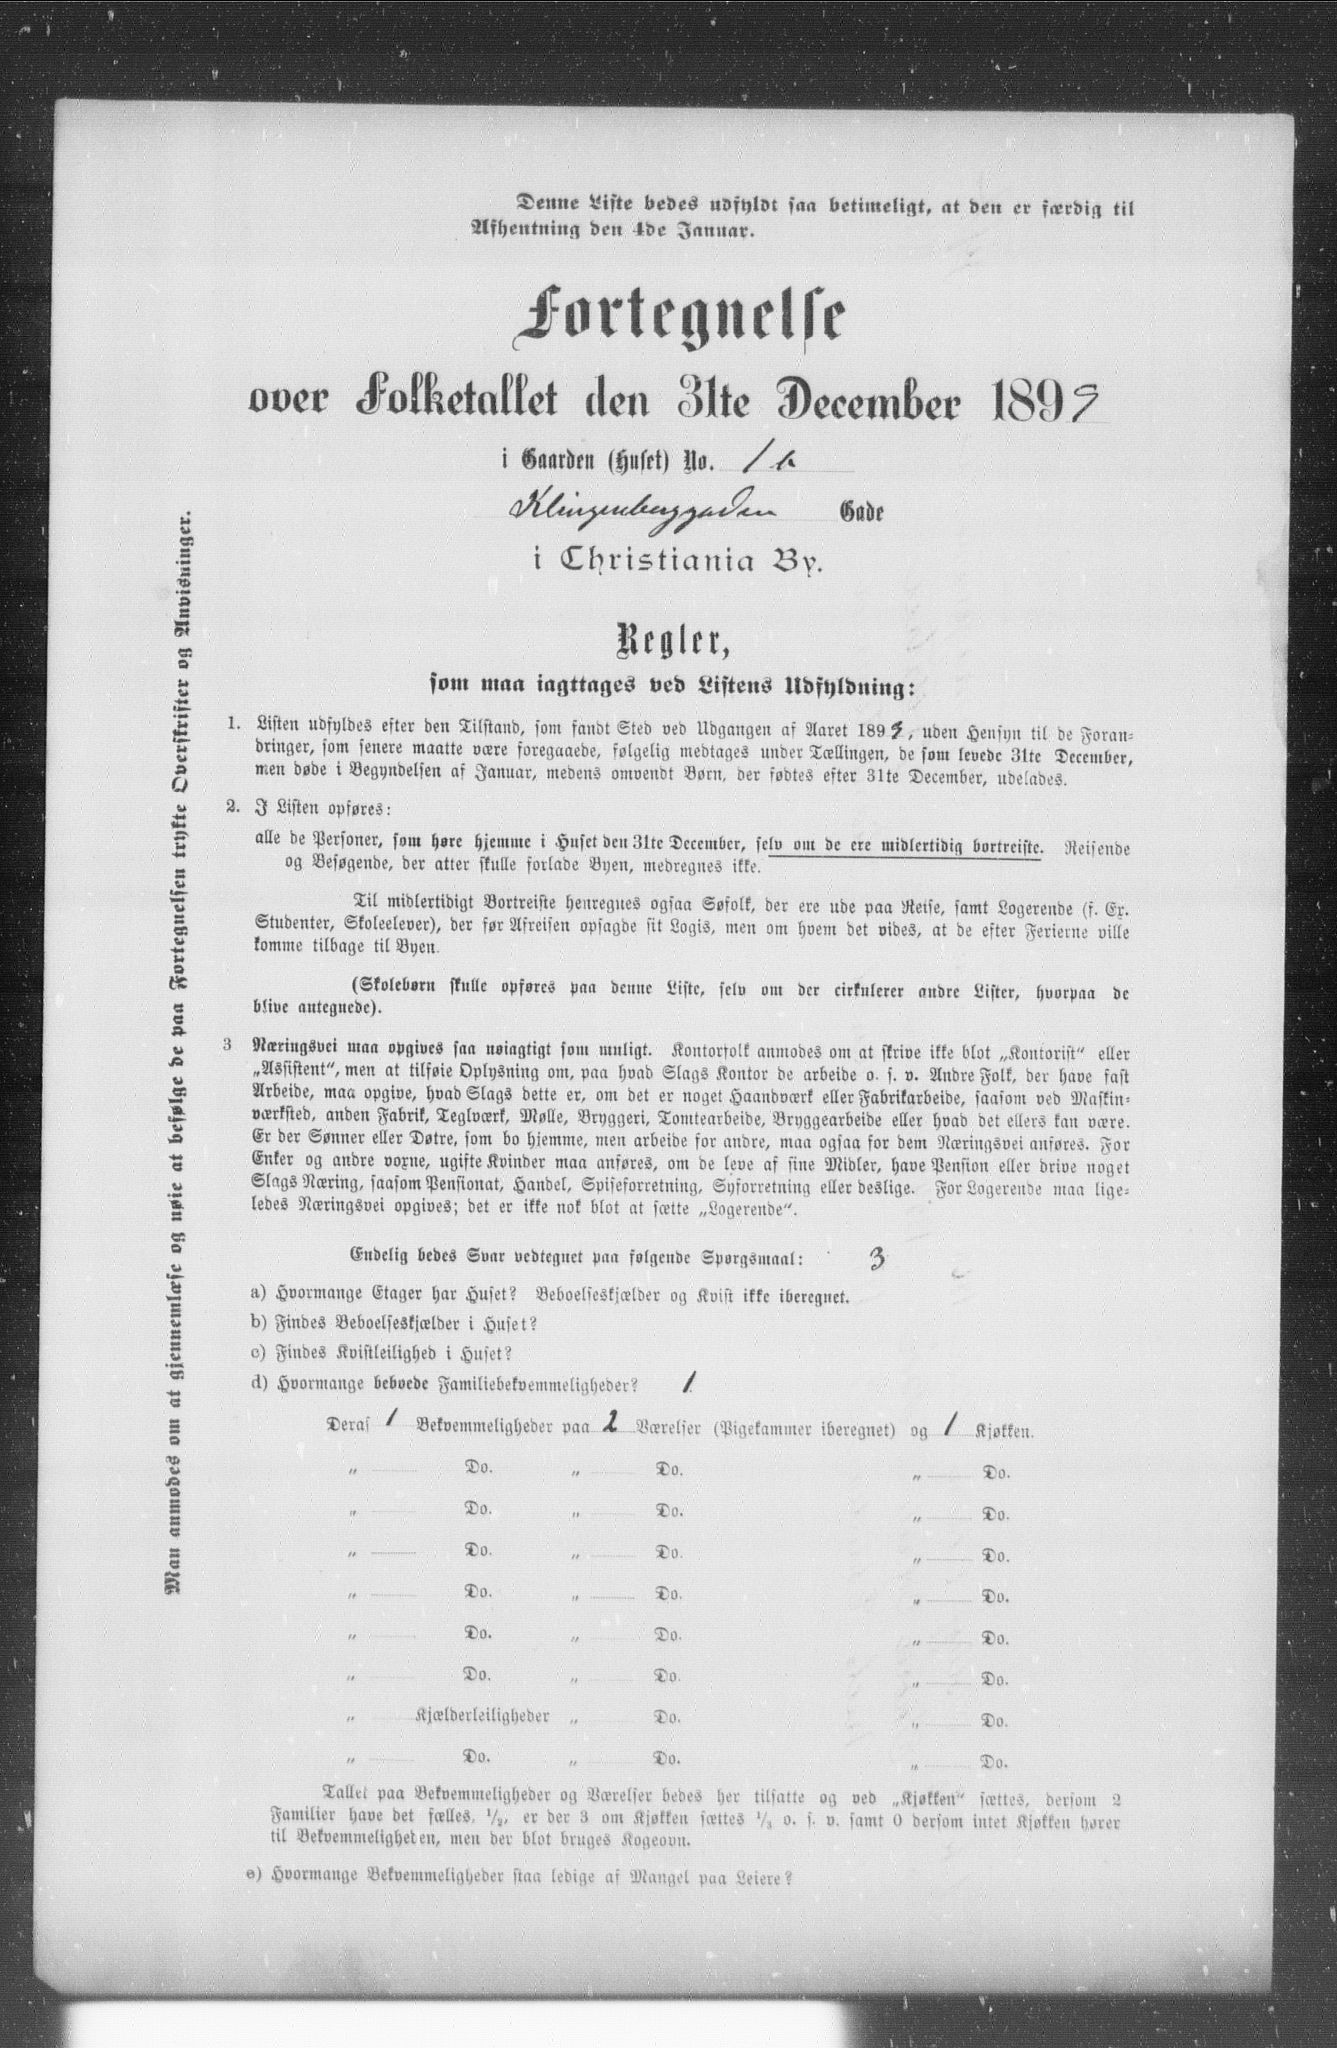 Denne Liste bedes udfyldt saa betimeligt, at den er færdig til
Afhentning den 4de Januar.
Fortegnelse
over Folketallet den 31te December 1899
i Gaarden (Huset) No. 1 b
Klingenberggaden Gade
i Christiania By.
Regler,
som maa iagttages ved Listens Udfyldning:
1. Listen udfyldes efter den Tilstand, som fandt Sted ved Udgangen af Aaret 1899, uden Hensyn til de Foran-
dringer, som senere maatte være foregaaede, følgelig medtages under Tællingen, de som levede 31te December,
men døde i Begyndelsen af Januar, medens omvendt Børn, der fødtes efter 31te December, udelades.
2. I Listen opføres:
alle de Personer, som høre hjemme i Huset den 31te December, selv om de ere midlertidig bortreiste. Reisende
og Besøgende, der atter skulle forlade Byen, medregnes ikke.
Til midlertidigt Bortreiste henregnes ogsaa Søfolk, der ere ude paa Reise, samt Logerende (f. Ex.
Studenter, Skoleelever), der før Afreisen opsagde sit Logis, men om hvem det vides, at de efter Ferierne ville
komme tilbage til Byen.
(Skolebørn skulle opføres paa denne Liste, selv om der cirkulerer andre Lister, hvorpaa de
blive antegnede).
3 Næringsvei maa opgives saa nøiagtigt som muligt. Kontorfolk anmodes om at skrive ikke blot „Kontorist“ eller
„Assistent“, men at tilføie Oplysning om, paa hvad Slags Kontor de arbeide o. s. v. Andre Folk, der have fast
Arbeide, maa opgive, hvad Slags dette er, om det er noget Haandværk eller Fabrikarbeide, saasom ved Maskin-
værksted, anden Fabrik, Teglværk, Mølle, Bryggeri, Tomtearbeide, Bryggearbeide eller hvad det ellers kan være.
Er der Sønner eller Døtre, som bo hjemme, men arbeide for andre, maa ogsaa for dem Næringsvei anføres. For
Enker og andre voxne, ugifte Kvinder maa anføres, om de leve af sine Midler, have Pension eller drive noget
Slags Næring, saasom Pensionat, Handel, Spiseforretning, Syforretning eller deslige. For Logerende maa lige-
ledes Næringsvei opgives; det er ikke nok blot at sætte „Logerende“.
Endelig bedes Svar vedtegnet paa følgende Spørgsmaal: 3
a) Hvormange Etager har Huset? Beboelseskjælder og Kvist ikke iberegnet.
b) Findes Beboelseskjælder i Huset?
c) Findes Kvistleilighed i Huset?
d) Hvormange beboede Familiebekvemmeligheder? 1
Deraf 1 Bekvemmeligheder paa 2 Værelser (Pigekammer iberegnet) og 1 Kjøkken.
„ Do. „ Do. „ Do.
„ Do. „ Do. „ Do.
„ Do. „ Do. „ Do.
„ Do. „ Do. „ Do.
„ Do. „ Do. „ Do.
„ Do. „ Do. „ Do.
„ Kjælderleiligheder „ Do. „ Do.
„ Do. „ Do. „ Do.
Tallet paa Bekvemmeligheder og Værelser bedes her tilsatte og ved „Kjøkken“ sættes, dersom 2
Familier have det fælles, 1/2, er der 3 om Kjøkken sættes 1/3 o. s. v. samt 0 dersom intet Kjøkken hører
til Bekvemmeligheden, men der blot bruges Kogeovn.
e) Hvormange Bekvemmeligheder staa ledige af Mangel paa Leiere?
Man anmodes om at gjennemlæse og nøie at befølge de paa Fortegnelsen trykte Overskrifter og Anvisninger.